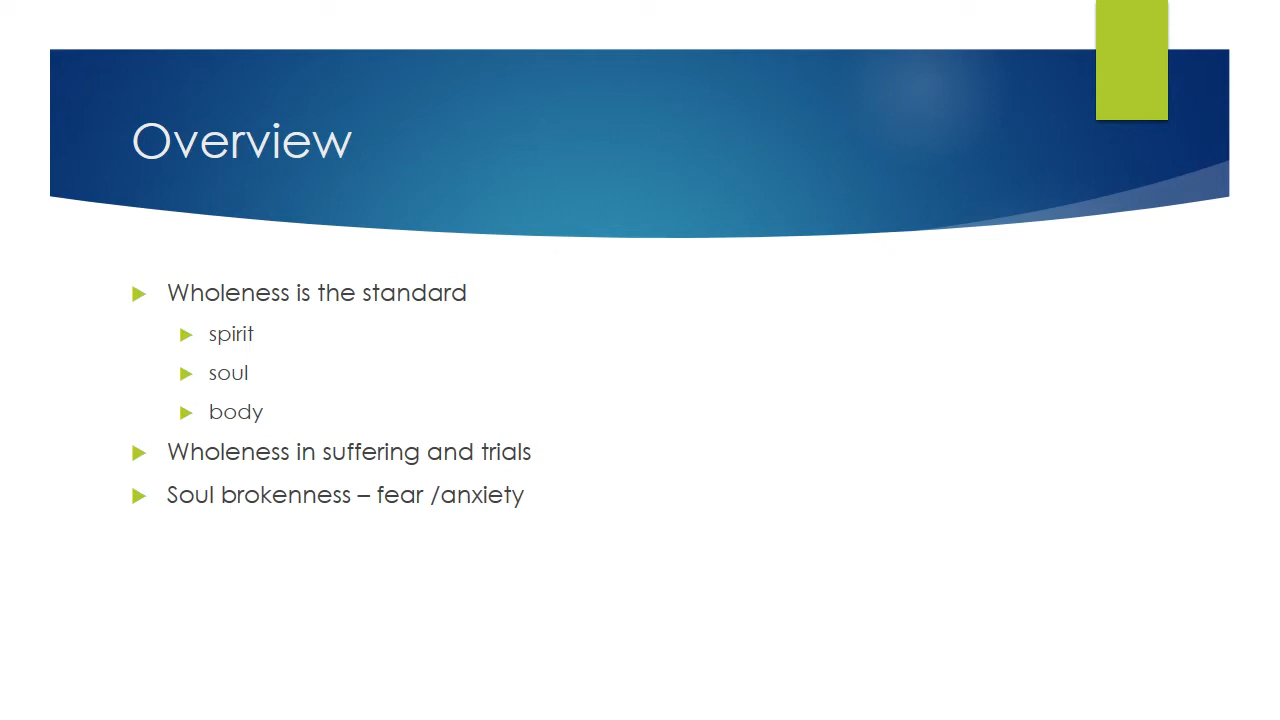 Overview
Wholeness is the standard
spirit
soul
body
Wholeness in suffering and trials
Soul brokenness – fear /anxiety